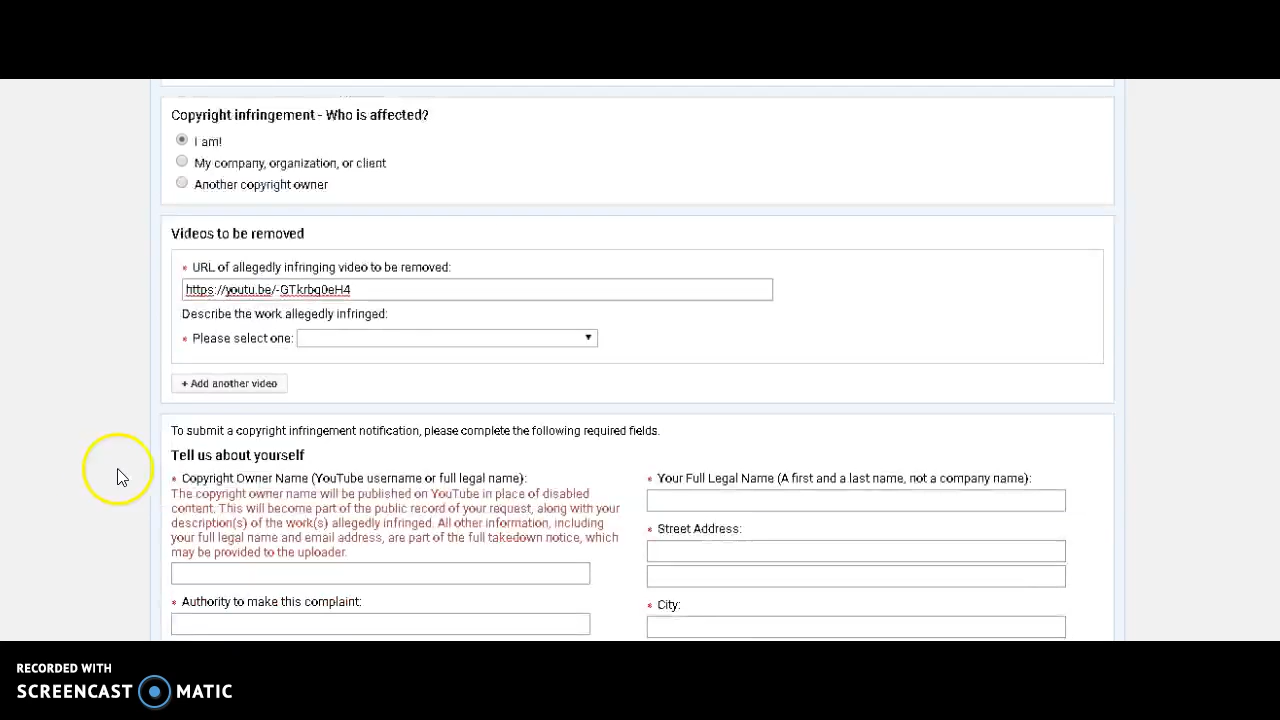 Copyright infringement - Who is affected?
I am!
My company, organization, or client
Another copyright owner
Videos to be removed
* URL of allegedly infringing video to be removed:
https://youtu.be/-GTkrbq0eH4
Describe the work allegedly infringed:
* Please select one:
+ Add another video
To submit a copyright infringement notification, please complete the following required fields.
Tell us about yourself
* Copyright Owner Name (YouTube username or full legal name):
The copyright owner name will be published on YouTube in place of disabled
content. This will become part of the public record of your request, along with your
description(s) of the work(s) allegedly infringed. All other information, including
your full legal name and email address, are part of the full takedown notice, which
may be provided to the uploader.
* Authority to make this complaint:
* Your Full Legal Name (A first and a last name, not a company name):
* Street Address:
* City:
RECORDED WITH
SCREENCAST MATIC